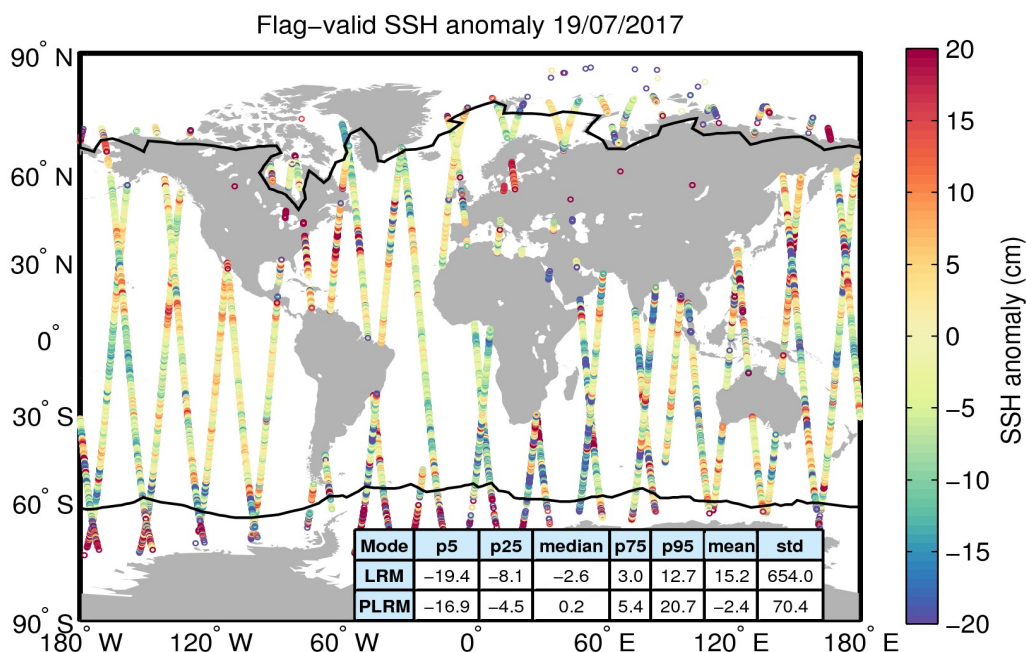 Flag−valid SSH anomaly 19/07/2017
90° N
60° N
30° N
0°
30° S
60° S
90° S
180° W
120° W
60° W
0°
60° E
120° E
180° E
20
15
10
5
0
−5
−10
−15
−20
SSH anomaly (cm)
Mode p5 p25 median p75 p95 mean std
LRM −19.4 −8.1 −2.6 3.0 12.7 15.2 654.0
PLRM −16.9 −4.5 0.2 5.4 20.7 −2.4 70.4